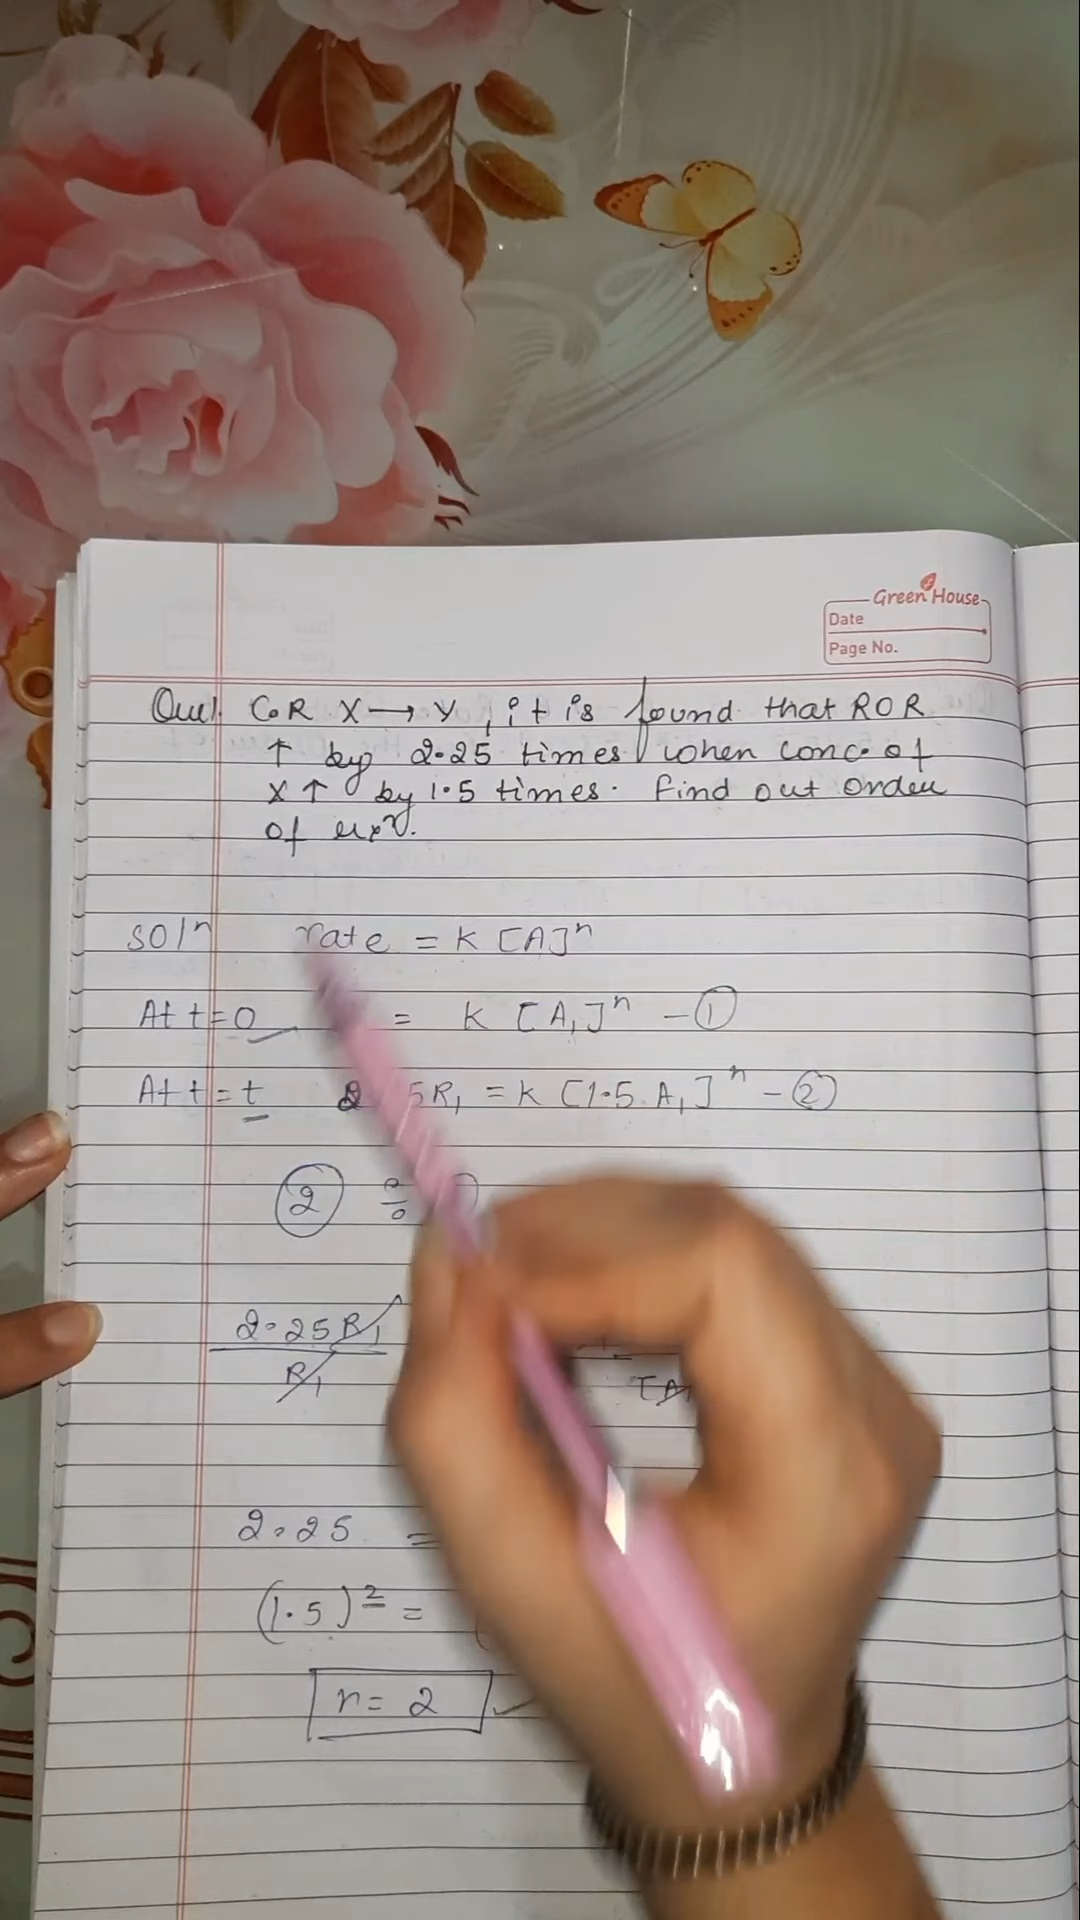 Green House
Date
Page No.
Que1. CoR X → Y, it is found that ROR
↑ by 2.25 times when conc. of
X ↑ by 1.5 times. Find out order
of rxn.
Solⁿ rate = K [A]ⁿ
At t=0 = K [A₁]ⁿ - ①
At t=t 5R₁ = K [1.5 A₁]ⁿ - ②
② ÷
2.25 R₁
R₁ [A₁
2.25 =
(1.5)² =
n = 2